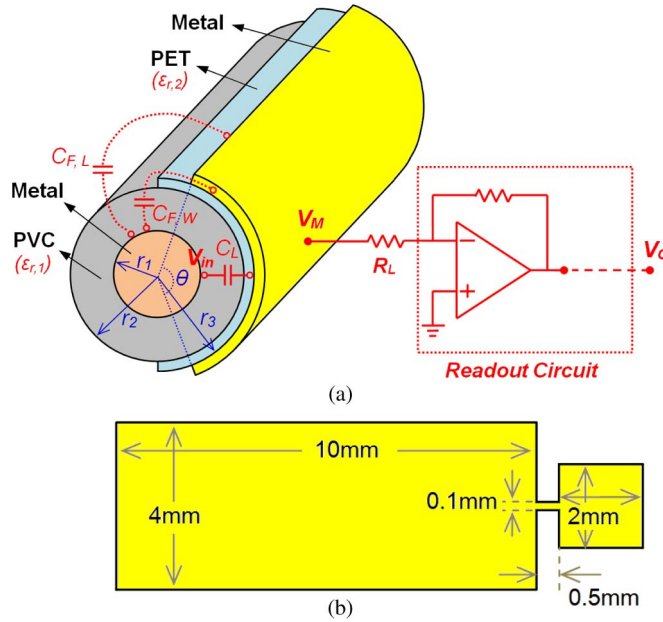 Metal
PET
(εr,2)
CF, L
Metal
CF,W
PVC
(εr,1)
Vin
CL
r1
θ
r2
r3
VM
RL
Readout Circuit
(a)
10mm
4mm
0.1mm
2mm
0.5mm
(b)